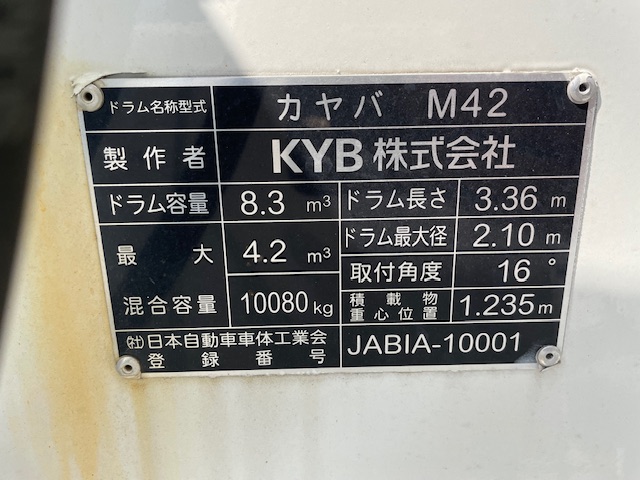 ドラム名称型式 カヤバ M42
製作者 KYB株式会社
ドラム容量 8.3 m³ ドラム長さ 3.36 m
最大 4.2 m³ ドラム最大径 2.10 m
取付角度 16°
混合容量 10080kg 積載物重心位置 1.235m
㈳日本自動車車体工業会
登録番号 JABIA-10001